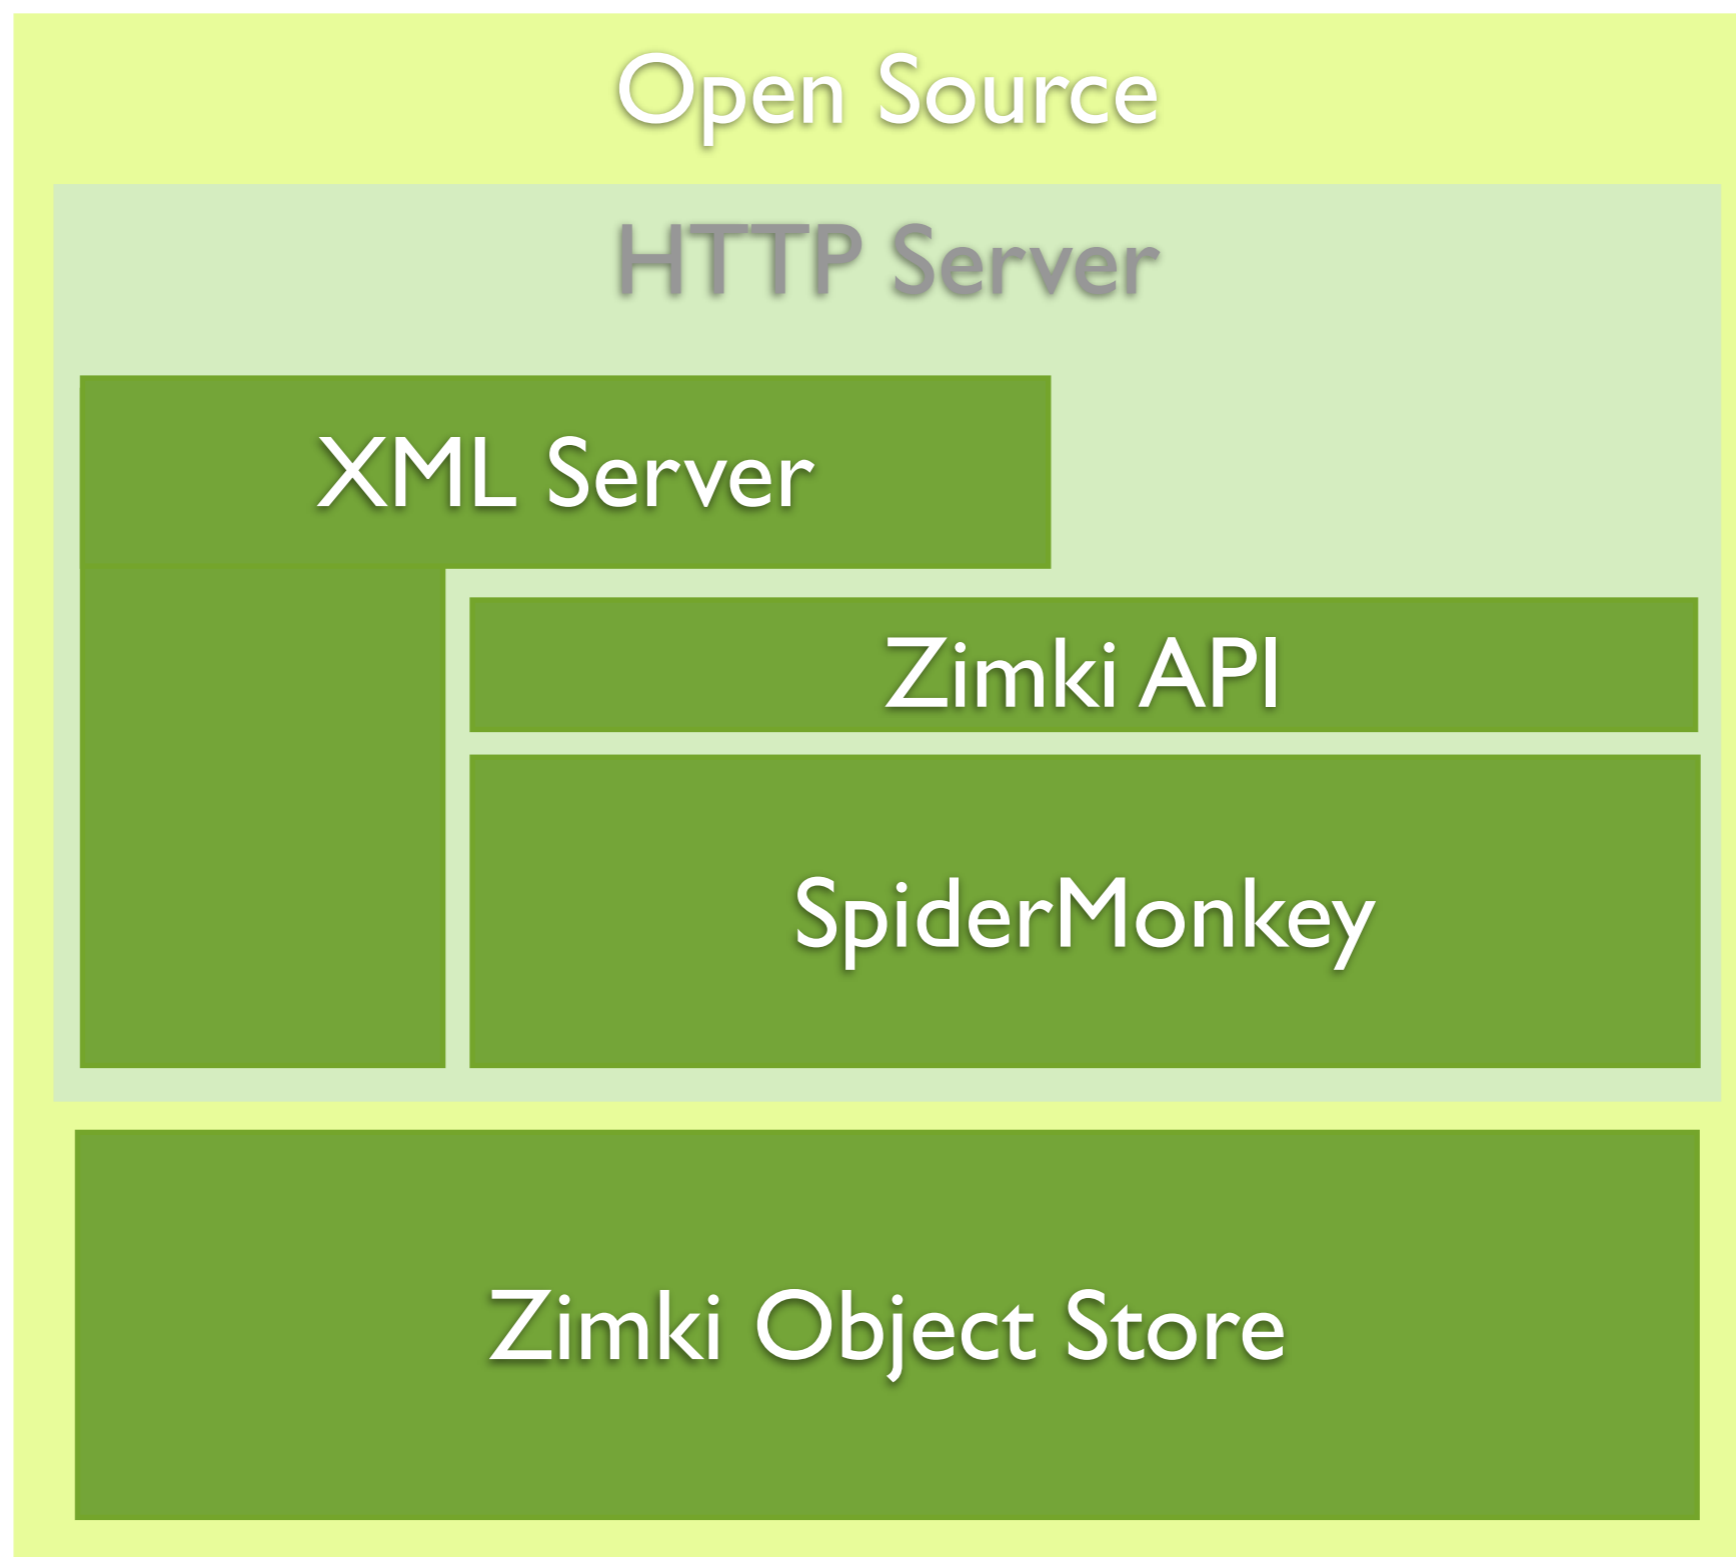 Open Source
HTTP Server
XML Server
Zimki API
SpiderMonkey
Zimki Object Store